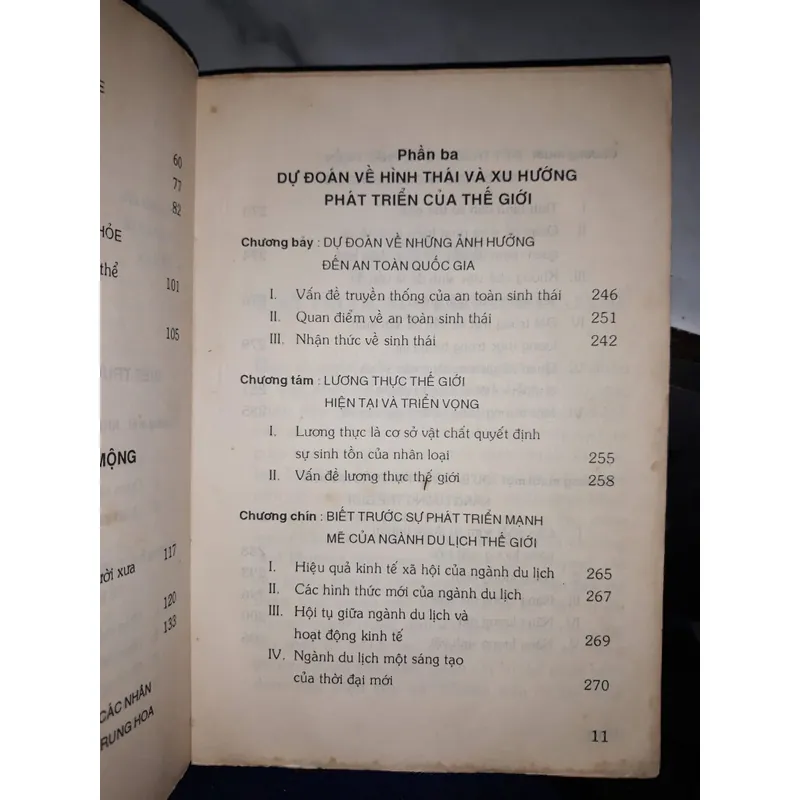 E
60
77
82
HỎE
thể
101
105
MỘNG
117
ười xưa
120
133
CÁC NHÂN
RUNG HOA
Phần ba
DỰ ĐOÁN VỀ HÌNH THÁI VÀ XU HƯỚNG
PHÁT TRIỂN CỦA THẾ GIỚI
Chương bảy : DỰ ĐOÀN VỀ NHỮNG ẢNH HƯỞNG
ĐẾN AN TOÀN QUỐC GIA
I. Vấn đề truyền thống của an toàn sinh thái 246
II. Quan điểm về an toàn sinh thái 251
III. Nhận thức về sinh thái 242
Chương tám : LƯƠNG THỰC THẾ GIỚI
HIỆN TẠI VÀ TRIỂN VỌNG
I. Lương thực là cơ sở vật chất quyết định
sự sinh tồn của nhân loại 255
II. Vấn đề lương thực thế giới 258
Chương chín : BIẾT TRƯỚC SỰ PHÁT TRIỂN MẠNH
MẼ CỦA NGÀNH DU LỊCH THẾ GIỚI
I. Hiệu quả kinh tế xã hội của ngành du lịch 265
II. Các hình thức mới của ngành du lịch 267
III. Hội tụ giữa ngành du lịch và
hoạt động kinh tế 269
IV. Ngành du lịch một sáng tạo
của thời đại mới 270
11